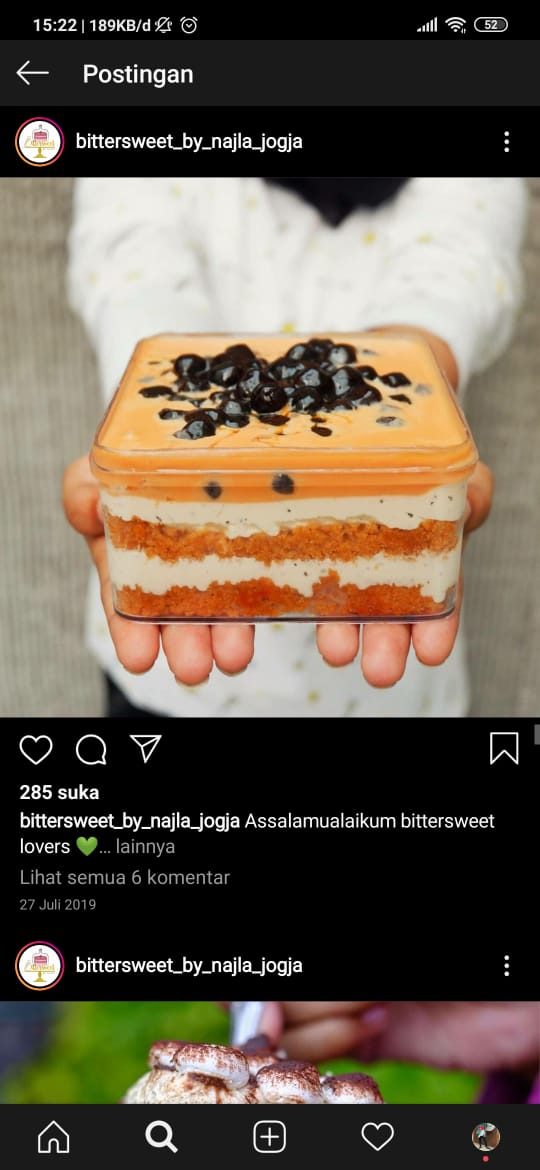 15:22 | 189KB/d
52
Postingan
bittersweet_by_najla_jogja
285 suka
bittersweet_by_najla_jogja Assalamualaikum bittersweet
lovers 💚... lainnya
Lihat semua 6 komentar
27 Juli 2019
bittersweet_by_najla_jogja